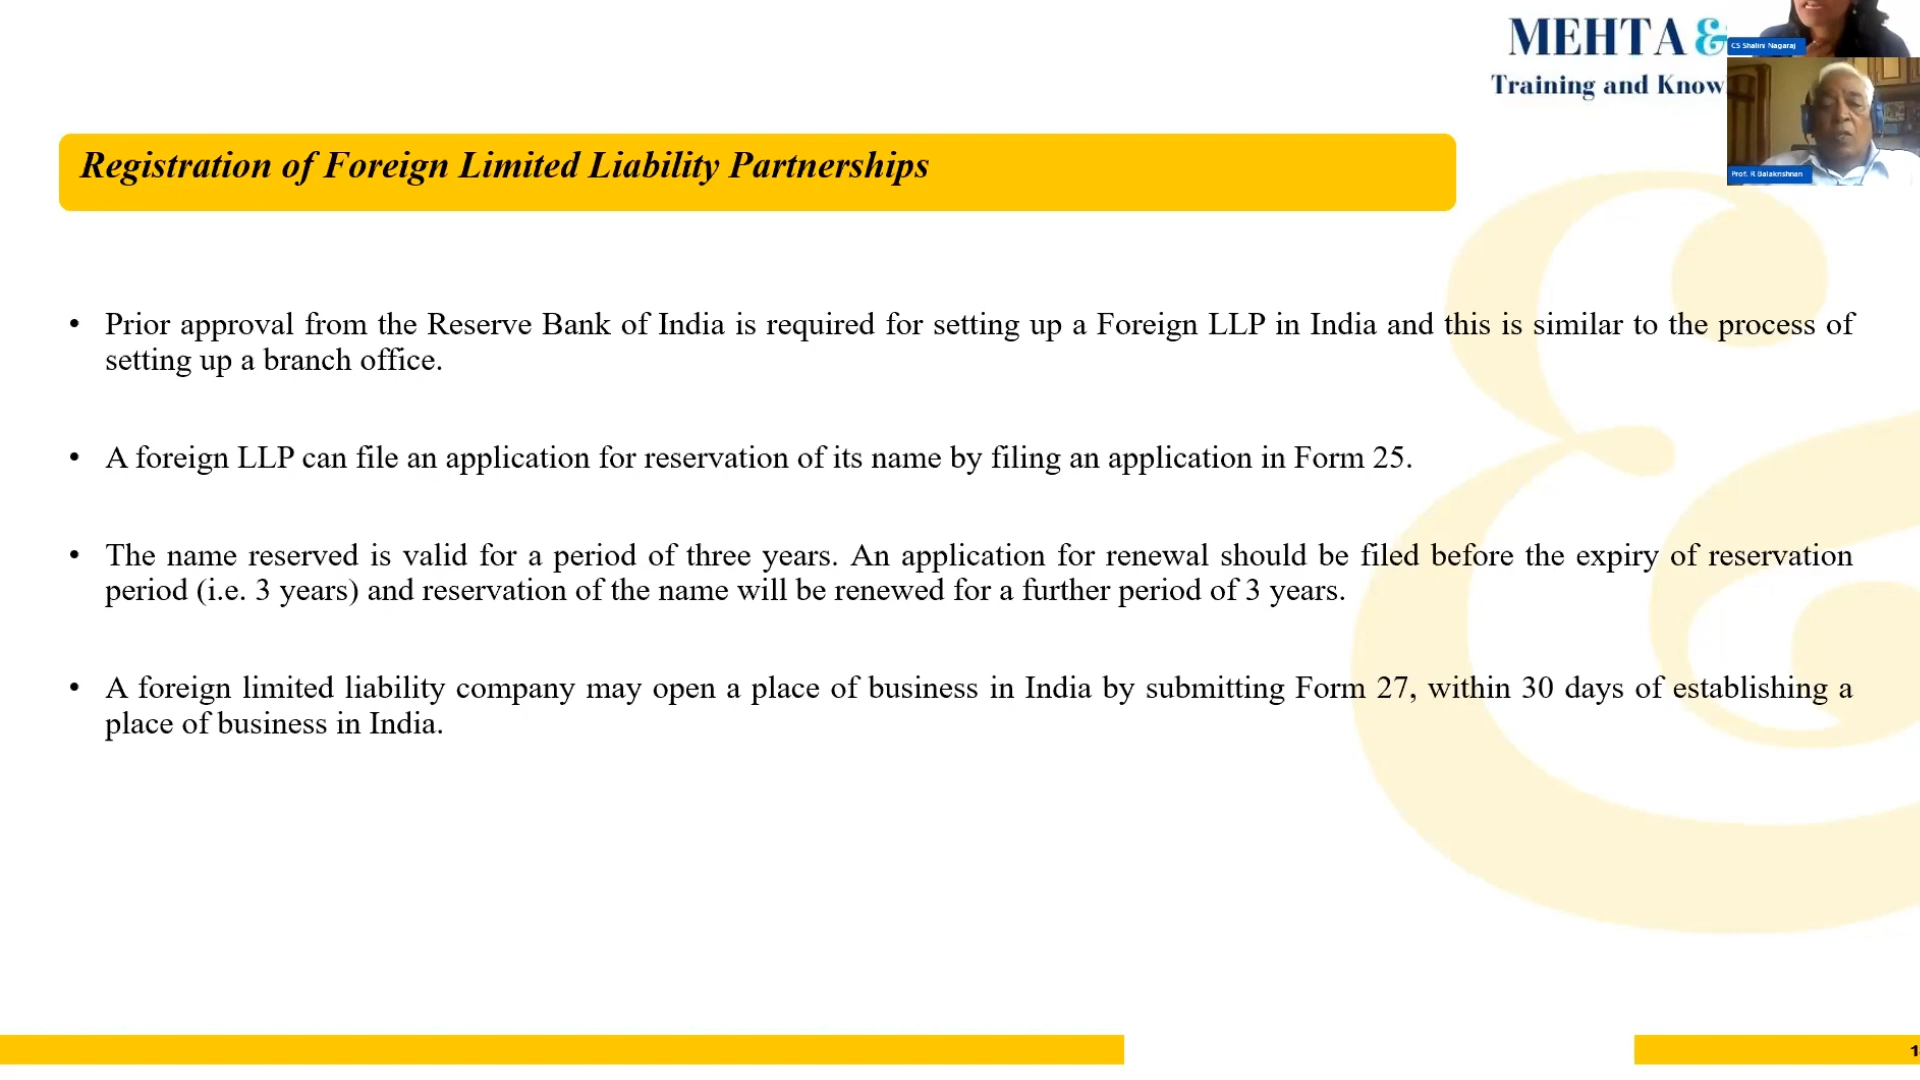 MEHTA &
Training and Know
CS Shalini Nagaraj
Prof. R Balakrishnan
Registration of Foreign Limited Liability Partnerships
• Prior approval from the Reserve Bank of India is required for setting up a Foreign LLP in India and this is similar to the process of
setting up a branch office.
• A foreign LLP can file an application for reservation of its name by filing an application in Form 25.
• The name reserved is valid for a period of three years. An application for renewal should be filed before the expiry of reservation
period (i.e. 3 years) and reservation of the name will be renewed for a further period of 3 years.
• A foreign limited liability company may open a place of business in India by submitting Form 27, within 30 days of establishing a
place of business in India.
1